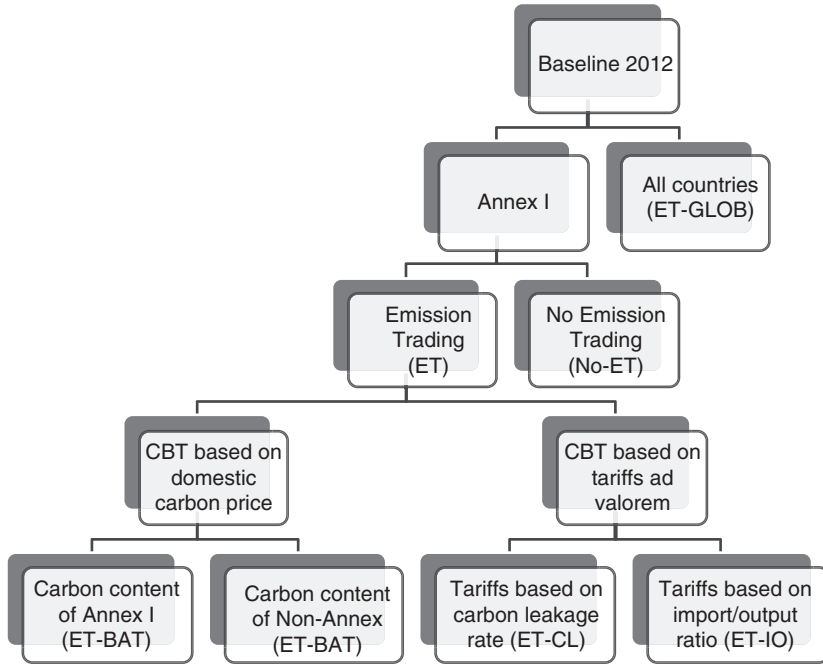 Baseline 2012
Annex I
All countries
(ET-GLOB)
Emission
Trading
(ET)
No Emission
Trading
(No-ET)
CBT based on
domestic
carbon price
CBT based on
tariffs ad
valorem
Carbon content
of Annex I
(ET-BAT)
Carbon content
of Non-Annex
(ET-BAT)
Tariffs based on
carbon leakage
rate (ET-CL)
Tariffs based on
import/output
ratio (ET-IO)